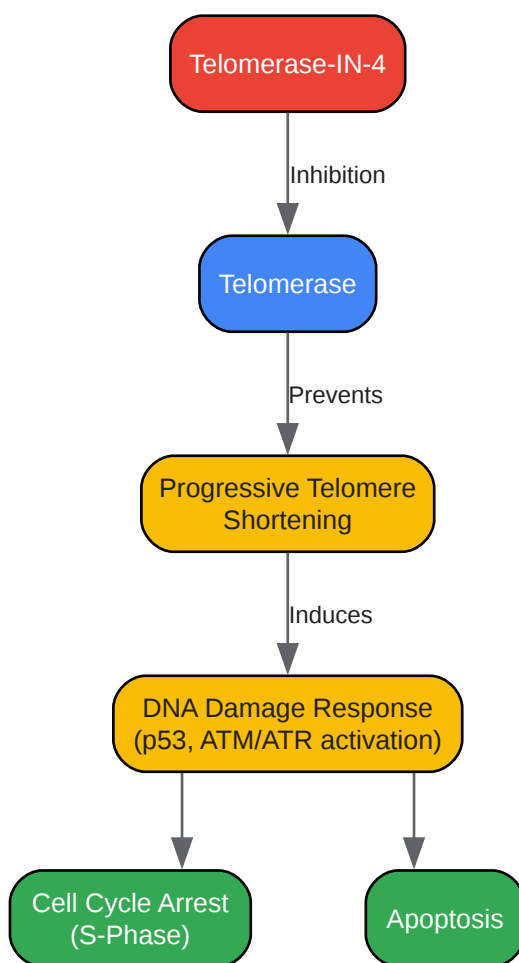 Telomerase-IN-4
Inhibition
Telomerase
Prevents
Progressive Telomere
Shortening
Induces
DNA Damage Response
(p53, ATM/ATR activation)
Cell Cycle Arrest
(S-Phase)
Apoptosis